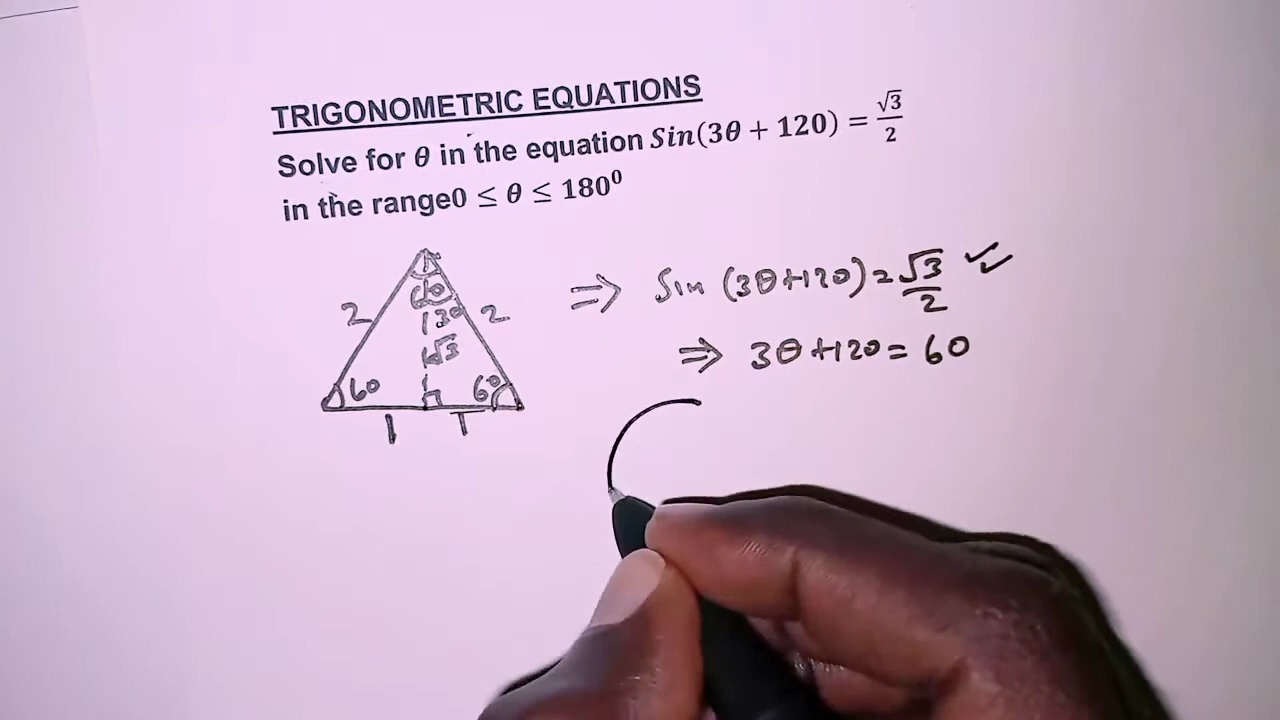 TRIGONOMETRIC EQUATIONS
Solve for θ in the equation Sin(3θ + 120) = √3/2
in the range0 ≤ θ ≤ 180⁰
⇒ Sin (3θ+120) = √3/2
⇒ 3θ+120 = 60
60
2 30 2
√3
60 60
1 1